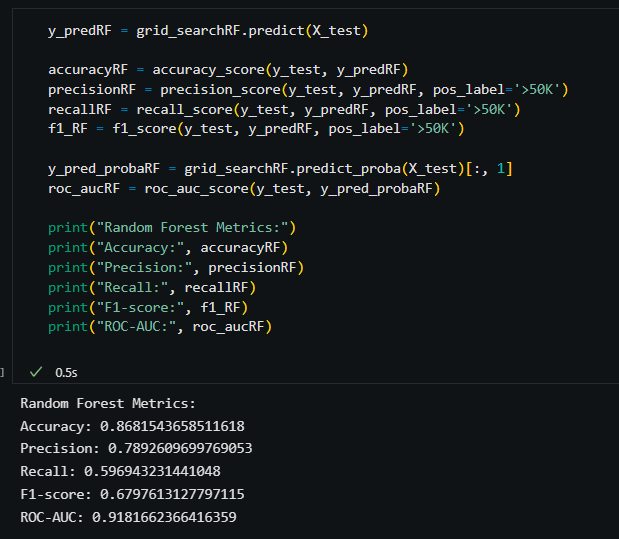 y_predRF = grid_searchRF.predict(X_test)
accuracyRF = accuracy_score(y_test, y_predRF)
precisionRF = precision_score(y_test, y_predRF, pos_label='>50K')
recallRF = recall_score(y_test, y_predRF, pos_label='>50K')
f1_RF = f1_score(y_test, y_predRF, pos_label='>50K')
y_pred_probaRF = grid_searchRF.predict_proba(X_test)[:, 1]
roc_aucRF = roc_auc_score(y_test, y_pred_probaRF)
print("Random Forest Metrics:")
print("Accuracy:", accuracyRF)
print("Precision:", precisionRF)
print("Recall:", recallRF)
print("F1-score:", f1_RF)
print("ROC-AUC:", roc_aucRF)
] ✓ 0.5s
Random Forest Metrics:
Accuracy: 0.8681543658511618
Precision: 0.7892609699769053
Recall: 0.596943231441048
F1-score: 0.6797613127797115
ROC-AUC: 0.9181662366416359